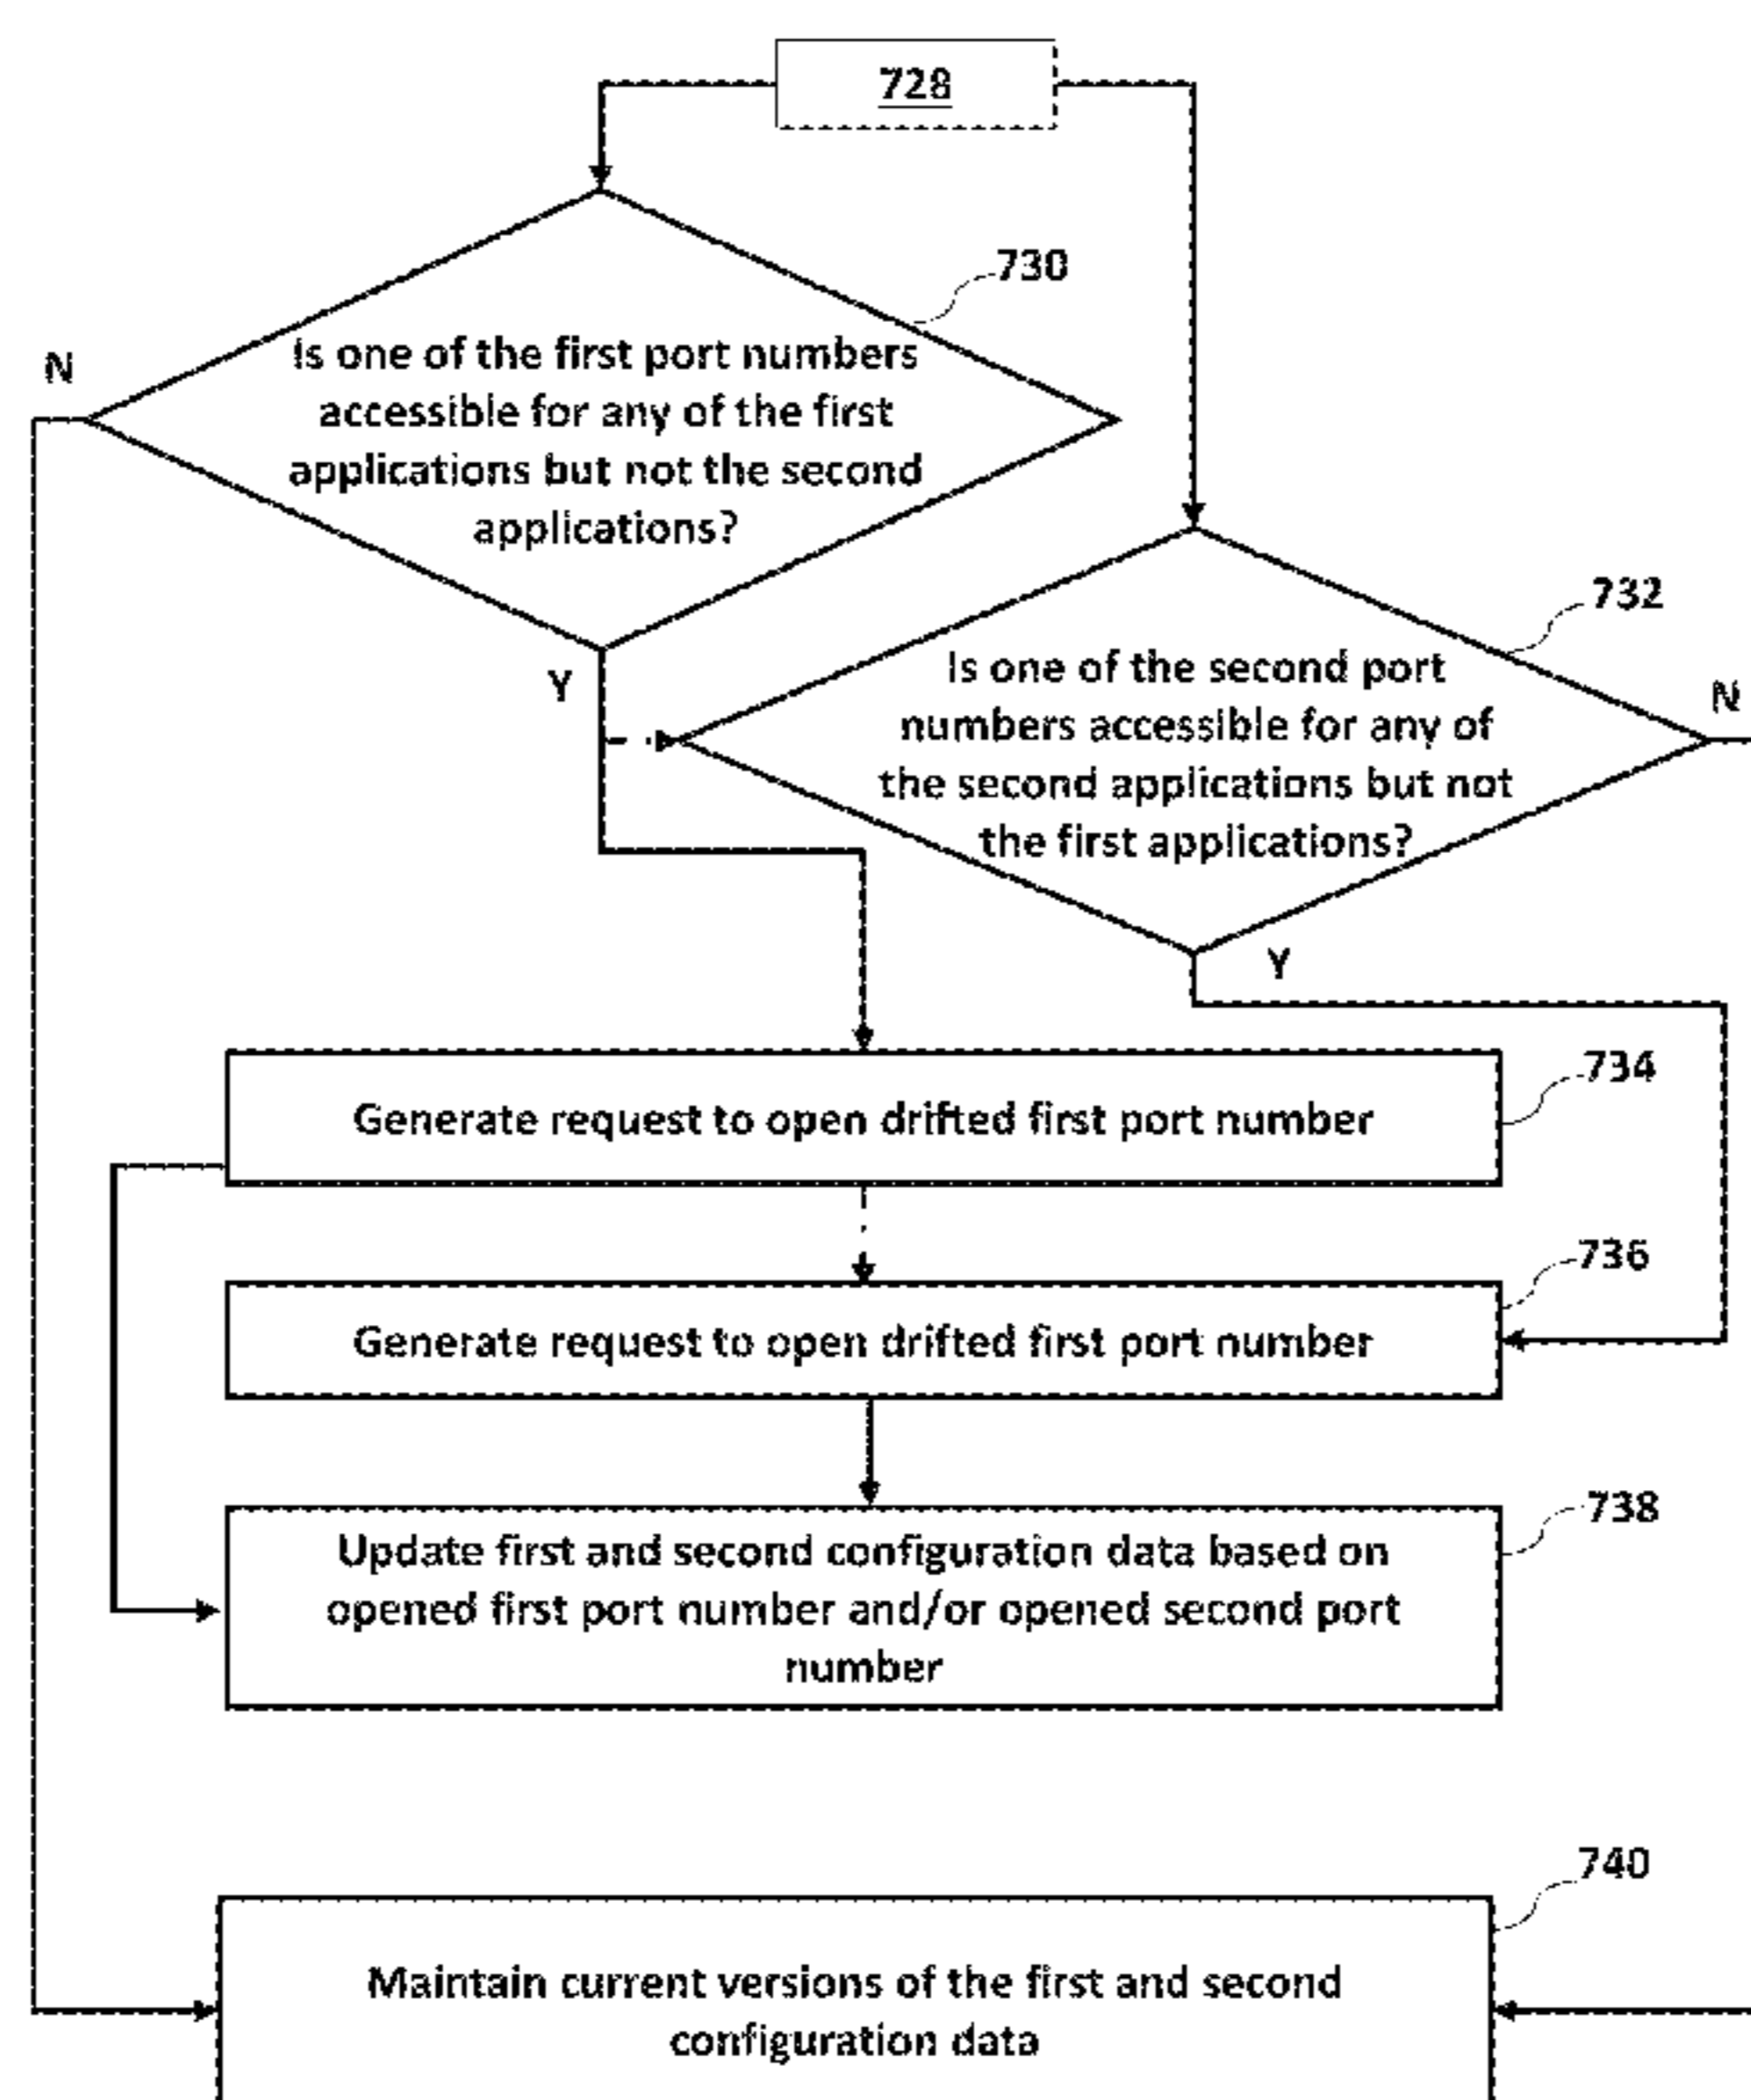 728
730
N
Is one of the first port numbers
accessible for any of the first
applications but not the second
applications?
732
Y
Is one of the second port
numbers accessible for any of
the second applications but not
the first applications?
N
Y
734
Generate request to open drifted first port number
736
Generate request to open drifted first port number
738
Update first and second configuration data based on
opened first port number and/or opened second port
number
740
Maintain current versions of the first and second
configuration data